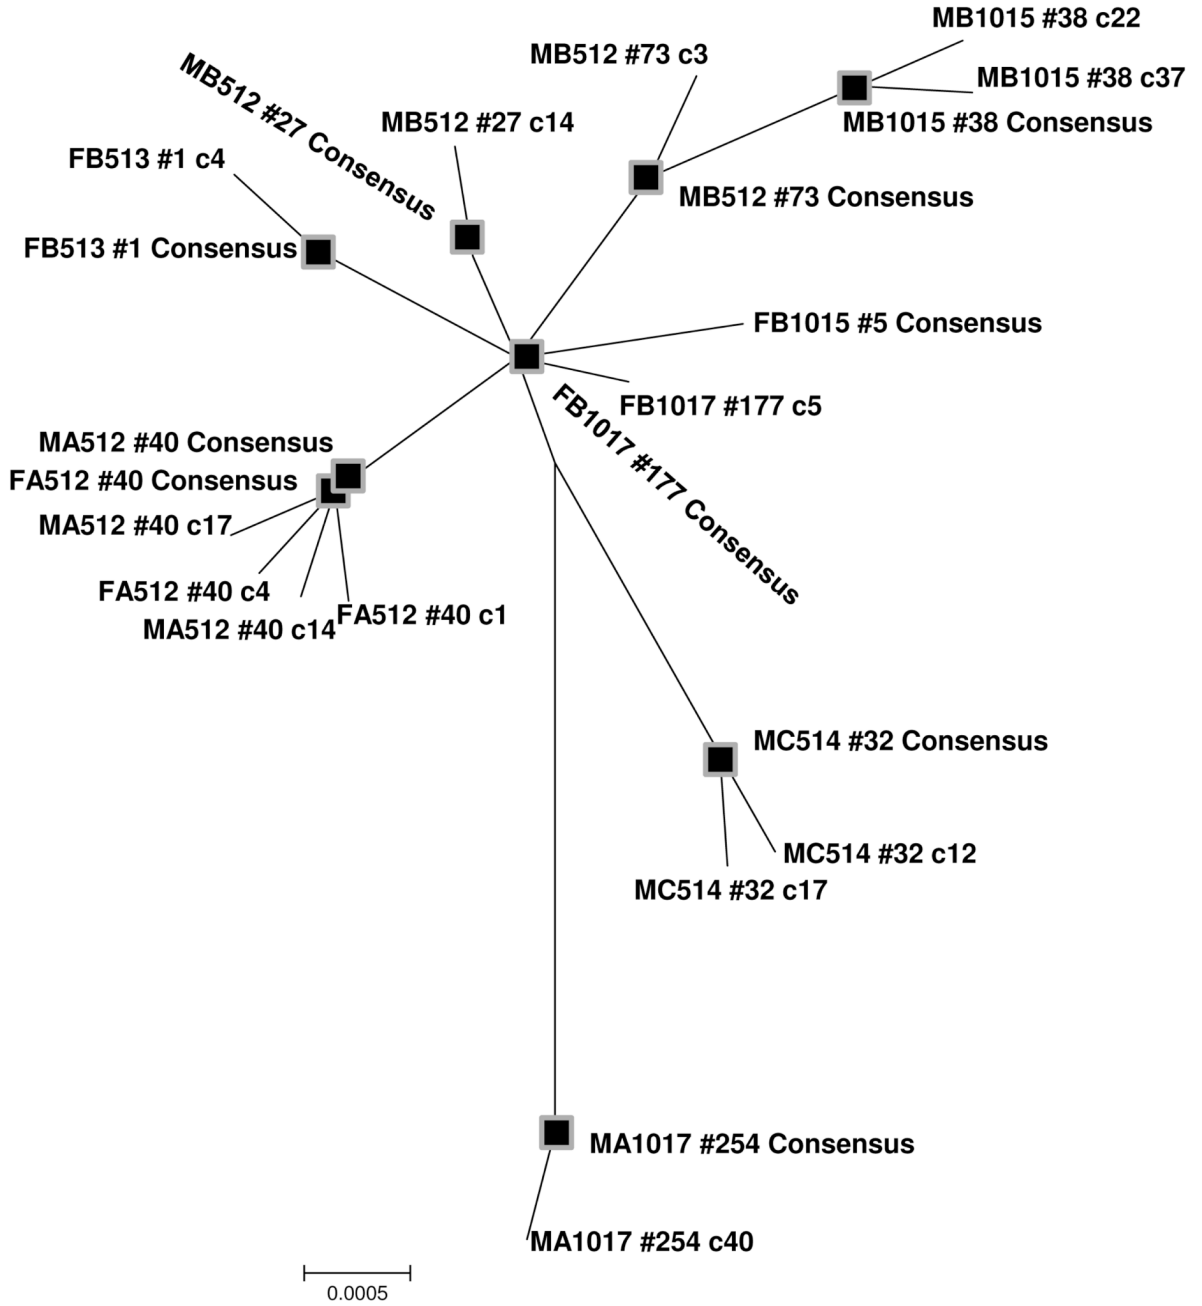 MB1015 #38 c22
MB512 #73 c3
MB1015 #38 c37
MB512 #27 Consensus
MB512 #27 c14
MB1015 #38 Consensus
FB513 #1 c4
MB512 #73 Consensus
FB513 #1 Consensus
FB1015 #5 Consensus
FB1017 #177 c5
FB1017 #177 Consensus
MA512 #40 Consensus
FA512 #40 Consensus
MA512 #40 c17
FA512 #40 c4
FA512 #40 c1
MA512 #40 c14
MC514 #32 Consensus
MC514 #32 c12
MC514 #32 c17
MA1017 #254 Consensus
MA1017 #254 c40
0.0005